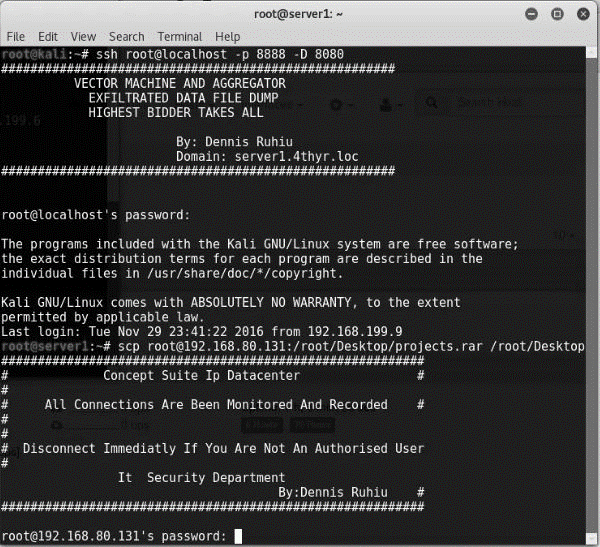 root@server1: ~
File Edit View Search Terminal Help
root@kali:~# ssh root@localhost -p 8888 -D 8080
######################################################
VECTOR MACHINE AND AGGREGATOR
EXFILTRATED DATA FILE DUMP
HIGHEST BIDDER TAKES ALL
By: Dennis Ruhiu
Domain: server1.4thyr.loc
######################################################
root@localhost's password:
The programs included with the Kali GNU/Linux system are free software;
the exact distribution terms for each program are described in the
individual files in /usr/share/doc/*/copyright.
Kali GNU/Linux comes with ABSOLUTELY NO WARRANTY, to the extent
permitted by applicable law.
Last login: Tue Nov 29 23:41:22 2016 from 192.168.199.9
root@server1:~# scp root@192.168.80.131:/root/Desktop/projects.rar /root/Desktop
##########################################################
# Concept Suite Ip Datacenter #
#
# All Connections Are Been Monitored And Recorded #
#
#
# Disconnect Immediatly If You Are Not An Authorised User
#
It Security Department
By:Dennis Ruhiu #
##########################################################
root@192.168.80.131's password: